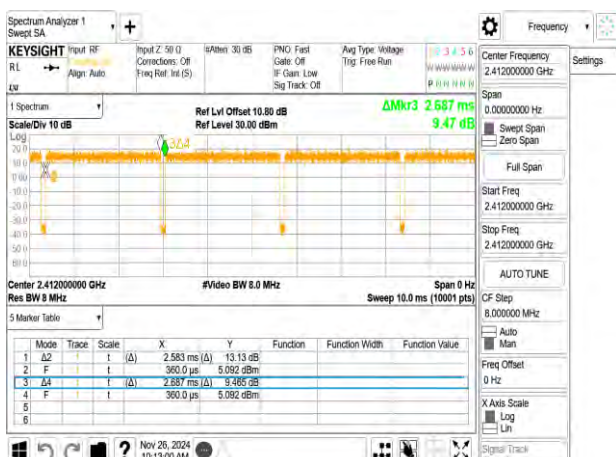 Spectrum Analyzer 1
Swept SA
Frequency
KEYSIGHT
RL
Input: RF
Align: Auto
Input Z: 50 Ω
Corrections: Off
Freq Ref: Int (S)
#Atten: 30 dB
PNO: Fast
Gate: Off
IF Gain: Low
Sig Track: Off
Avg Type: Voltage
Trig: Free Run
2 3 4 5 6
P N N N N N
1 Spectrum
Scale/Div 10 dB
Ref Lvl Offset 10.80 dB
Ref Level 30.00 dBm
ΔMkr3 2.687 ms
9.47 dB
Log
3Δ4
Center 2.412000000 GHz
Res BW 8 MHz
#Video BW 8.0 MHz
Span 0 Hz
Sweep 10.0 ms (10001 pts)
5 Marker Table
Mode Trace Scale X Y Function Function Width Function Value
1 Δ2 1 t (Δ) 2.583 ms (Δ) 13.13 dB
2 F 1 t 360.0 µs 5.092 dBm
3 Δ4 1 t (Δ) 2.687 ms (Δ) 9.465 dB
4 F 1 t 360.0 µs 5.092 dBm
5
6
Nov 26, 2024
10:13:00 AM
Center Frequency
2.412000000 GHz
Settings
Span
0.00000000 Hz
Swept Span
Zero Span
Full Span
Start Freq
2.412000000 GHz
Stop Freq
2.412000000 GHz
AUTO TUNE
CF Step
8.000000 MHz
Auto
Man
Freq Offset
0 Hz
X Axis Scale
Log
Lin
Signal Track